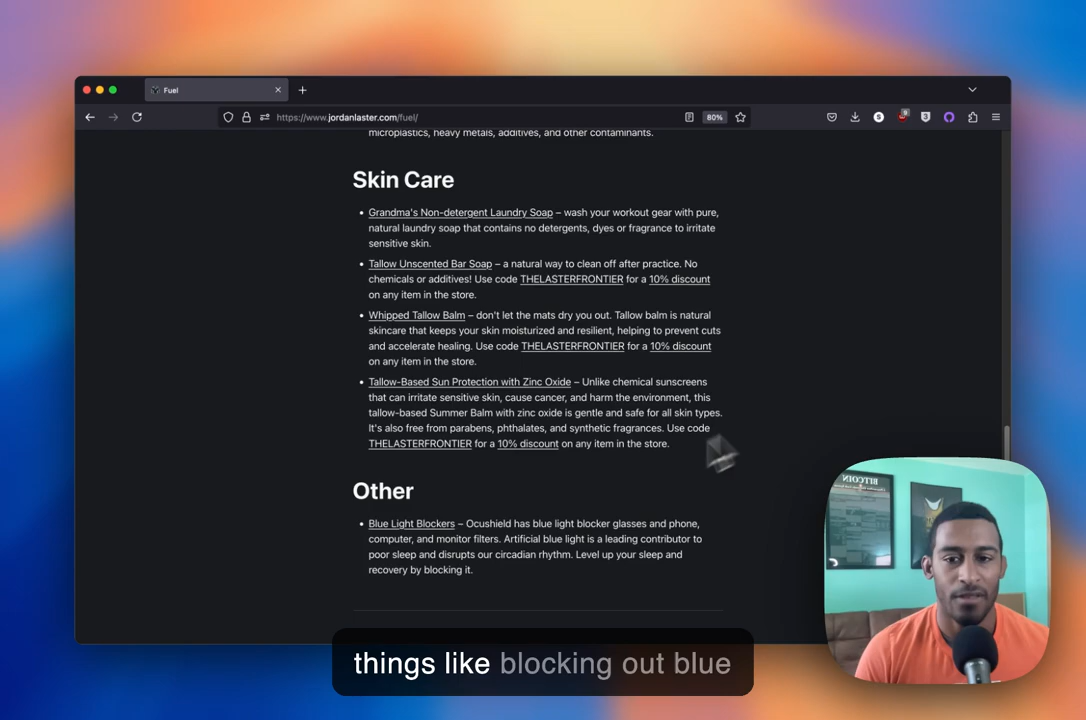 Fuel
https://www.jordanlaster.com/fuel/
80%
microplastics, heavy metals, additives, and other contaminants.
Skin Care
• Grandma's Non-detergent Laundry Soap – wash your workout gear with pure,
natural laundry soap that contains no detergents, dyes or fragrance to irritate
sensitive skin.
• Tallow Unscented Bar Soap – a natural way to clean off after practice. No
chemicals or additives! Use code THELASTERFRONTIER for a 10% discount
on any item in the store.
• Whipped Tallow Balm – don't let the mats dry you out. Tallow balm is natural
skincare that keeps your skin moisturized and resilient, helping to prevent cuts
and accelerate healing. Use code THELASTERFRONTIER for a 10% discount
on any item in the store.
• Tallow-Based Sun Protection with Zinc Oxide – Unlike chemical sunscreens
that can irritate sensitive skin, cause cancer, and harm the environment, this
tallow-based Summer Balm with zinc oxide is gentle and safe for all skin types.
It's also free from parabens, phthalates, and synthetic fragrances. Use code
THELASTERFRONTIER for a 10% discount on any item in the store.
Other
• Blue Light Blockers – Ocushield has blue light blocker glasses and phone,
computer, and monitor filters. Artificial blue light is a leading contributor to
poor sleep and disrupts our circadian rhythm. Level up your sleep and
recovery by blocking it.
BITCOIN
things like blocking out blue